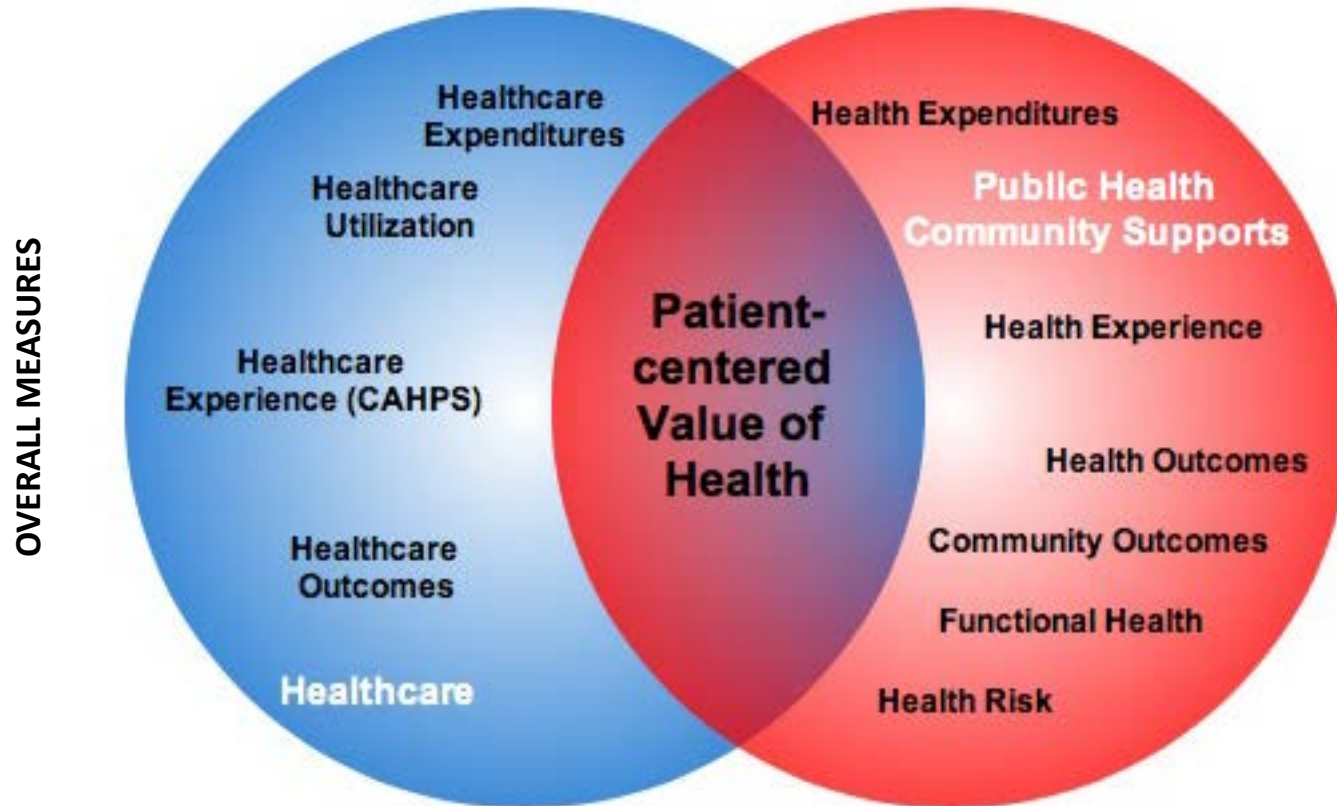 OVERALL MEASURES
Healthcare
Expenditures
Healthcare
Utilization
Healthcare
Experience (CAHPS)
Healthcare
Outcomes
Healthcare
Patient-
centered
Value of
Health
Health Expenditures
Public Health
Community Supports
Health Experience
Health Outcomes
Community Outcomes
Functional Health
Health Risk